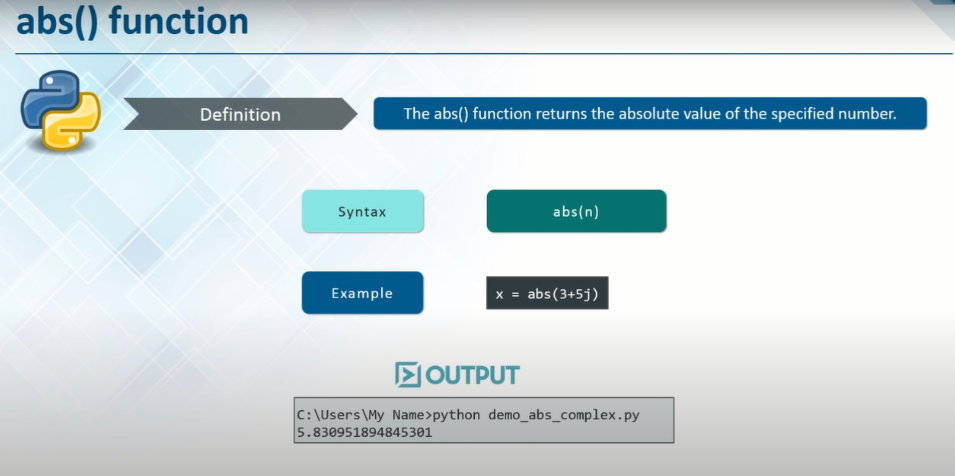 abs() function
Definition
The abs() function returns the absolute value of the specified number.
Syntax
abs(n)
Example
x = abs(3+5j)
OUTPUT
C:\Users\My Name>python demo_abs_complex.py
5.830951894845301